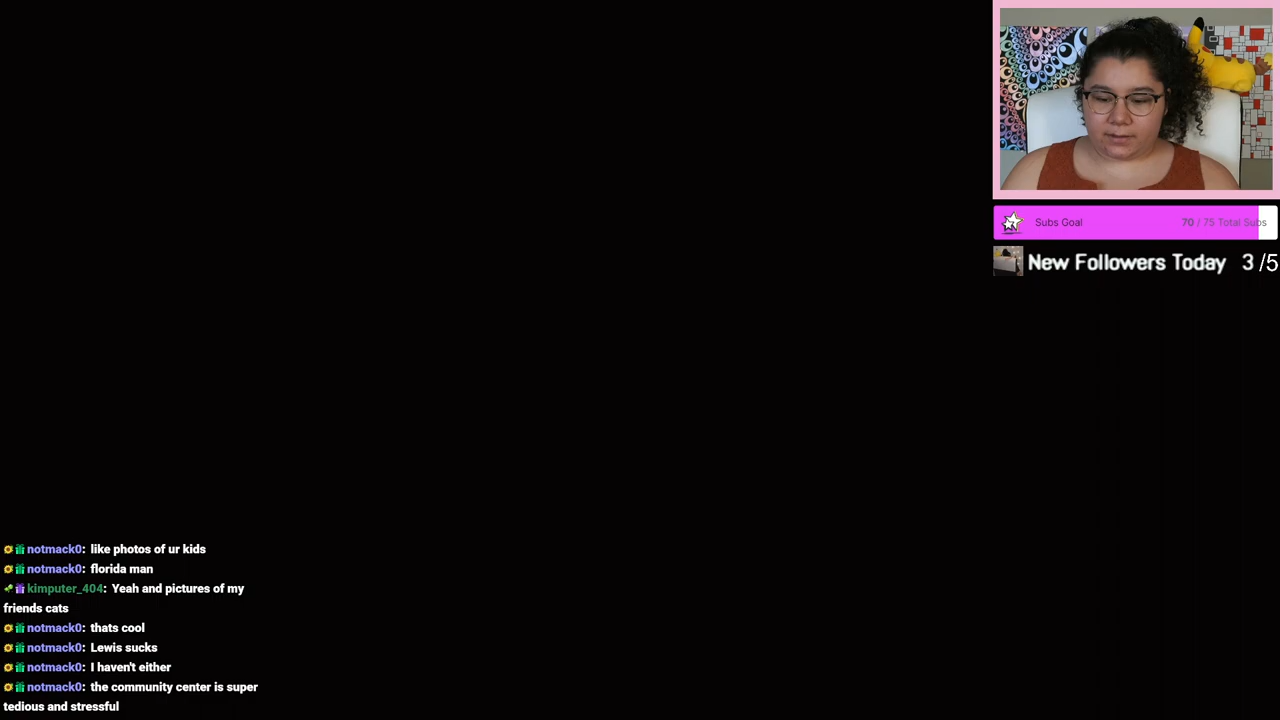 Subs Goal 70 / 75 Total Subs
New Followers Today 3 /5
notmack0: like photos of ur kids
notmack0: florida man
kimputer_404: Yeah and pictures of my
friends cats
notmack0: thats cool
notmack0: Lewis sucks
notmack0: I haven't either
notmack0: the community center is super
tedious and stressful